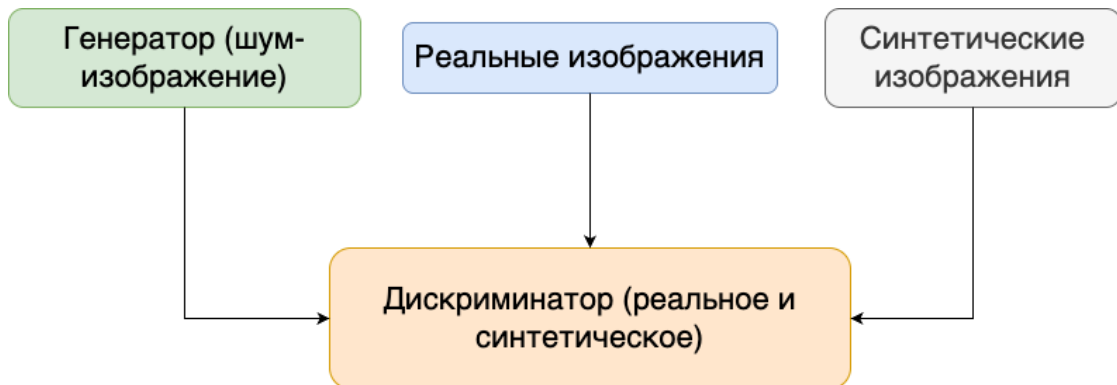 Генератор (шум-
изображение)
Реальные изображения
Синтетические
изображения
Дискриминатор (реальное и
синтетическое)